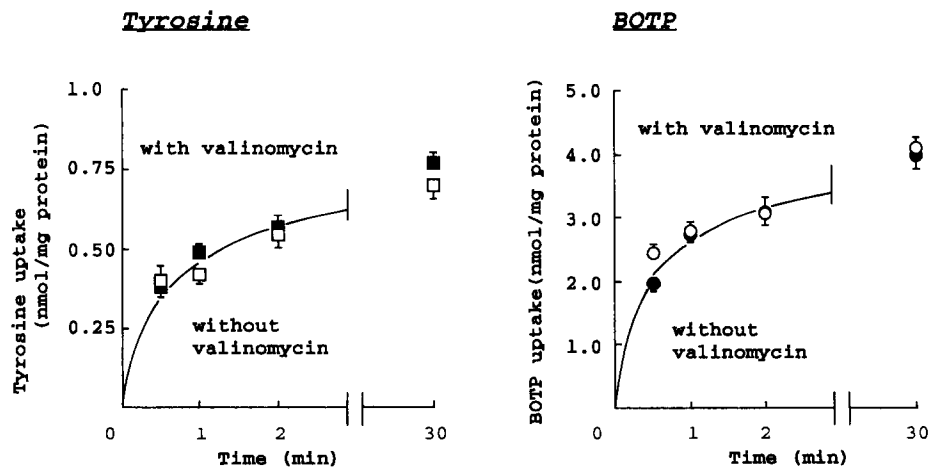 Tyrosine
Tyrosine uptake
(nmol/mg protein)
1.0
0.75
0.50
0.25
with valinomycin
without
valinomycin
0 1 2 30
Time (min)
BOTP
BOTP uptake(nmol/mg protein)
5.0
4.0
3.0
2.0
1.0
with valinomycin
without
valinomycin
0 1 2 30
Time (min)